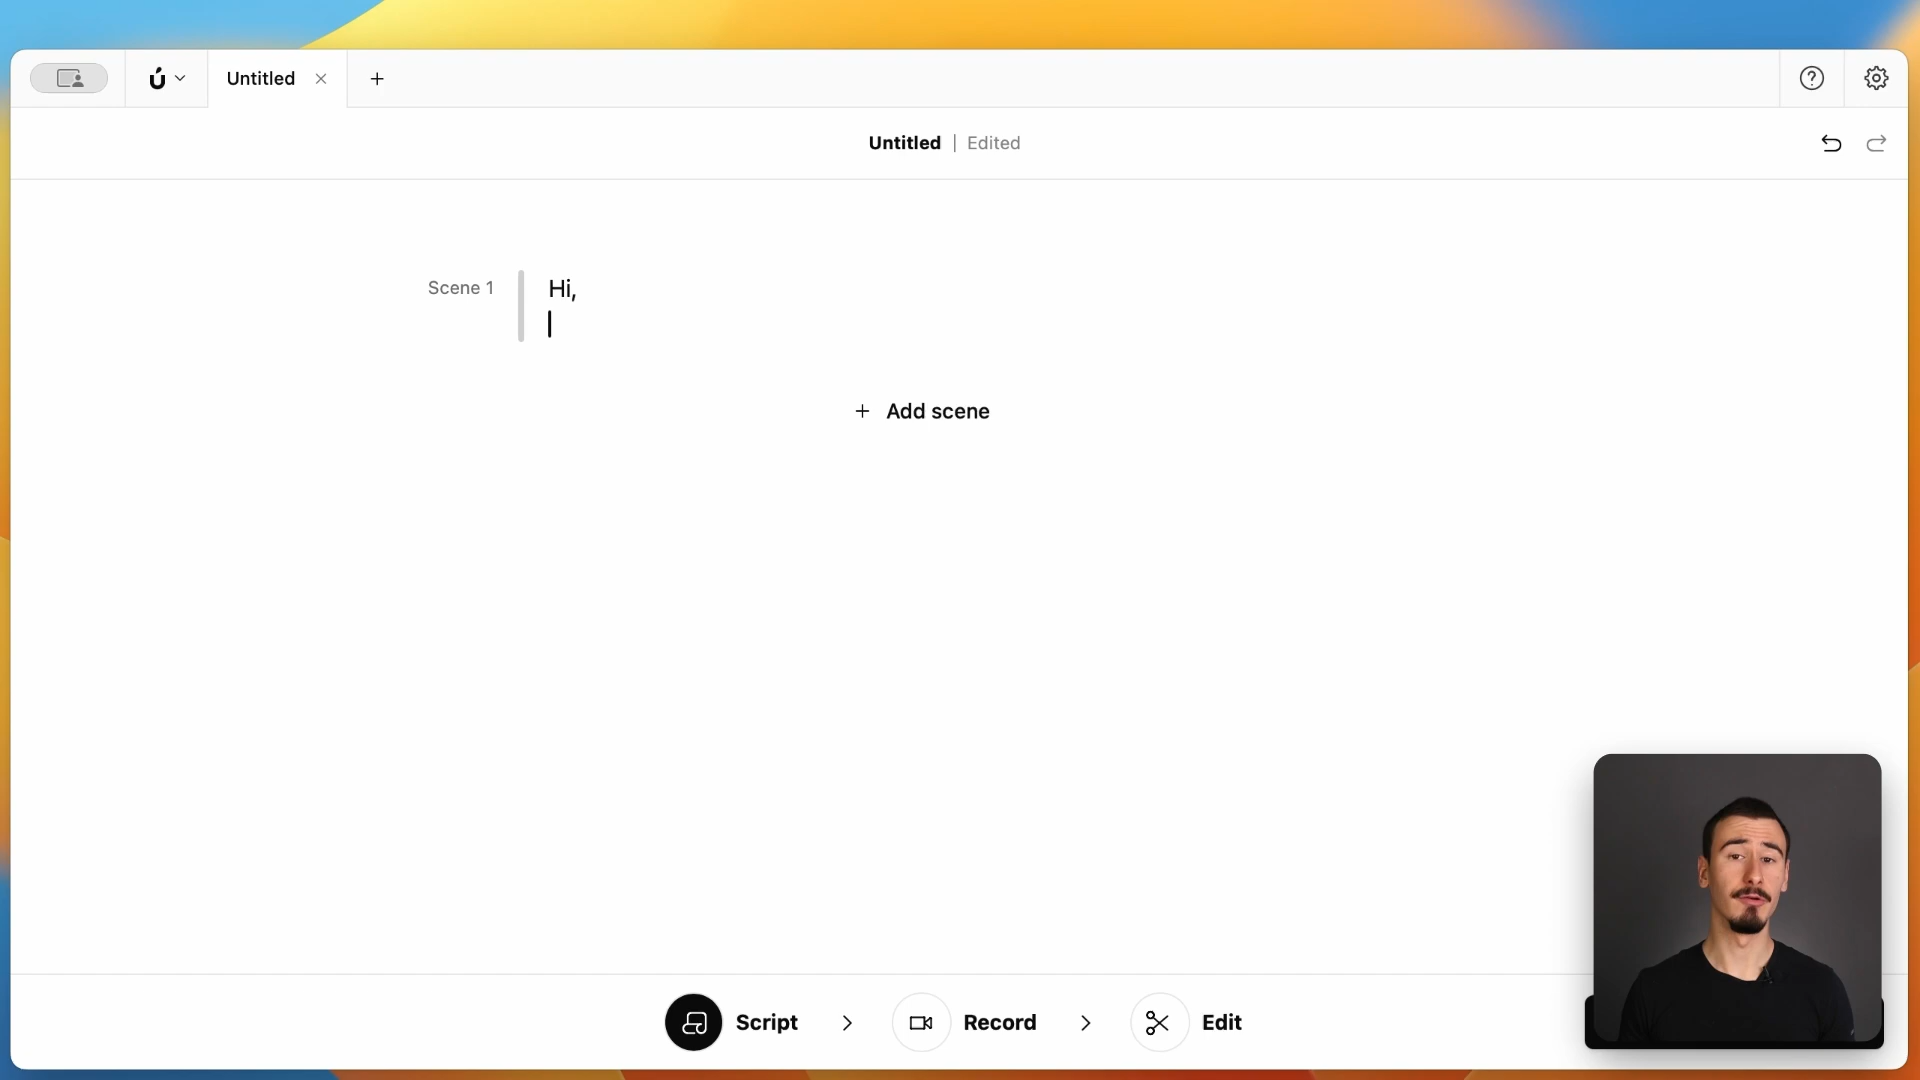 Ú
Untitled
Untitled | Edited
Scene 1
Hi,
+ Add scene
Script
Record
Edit